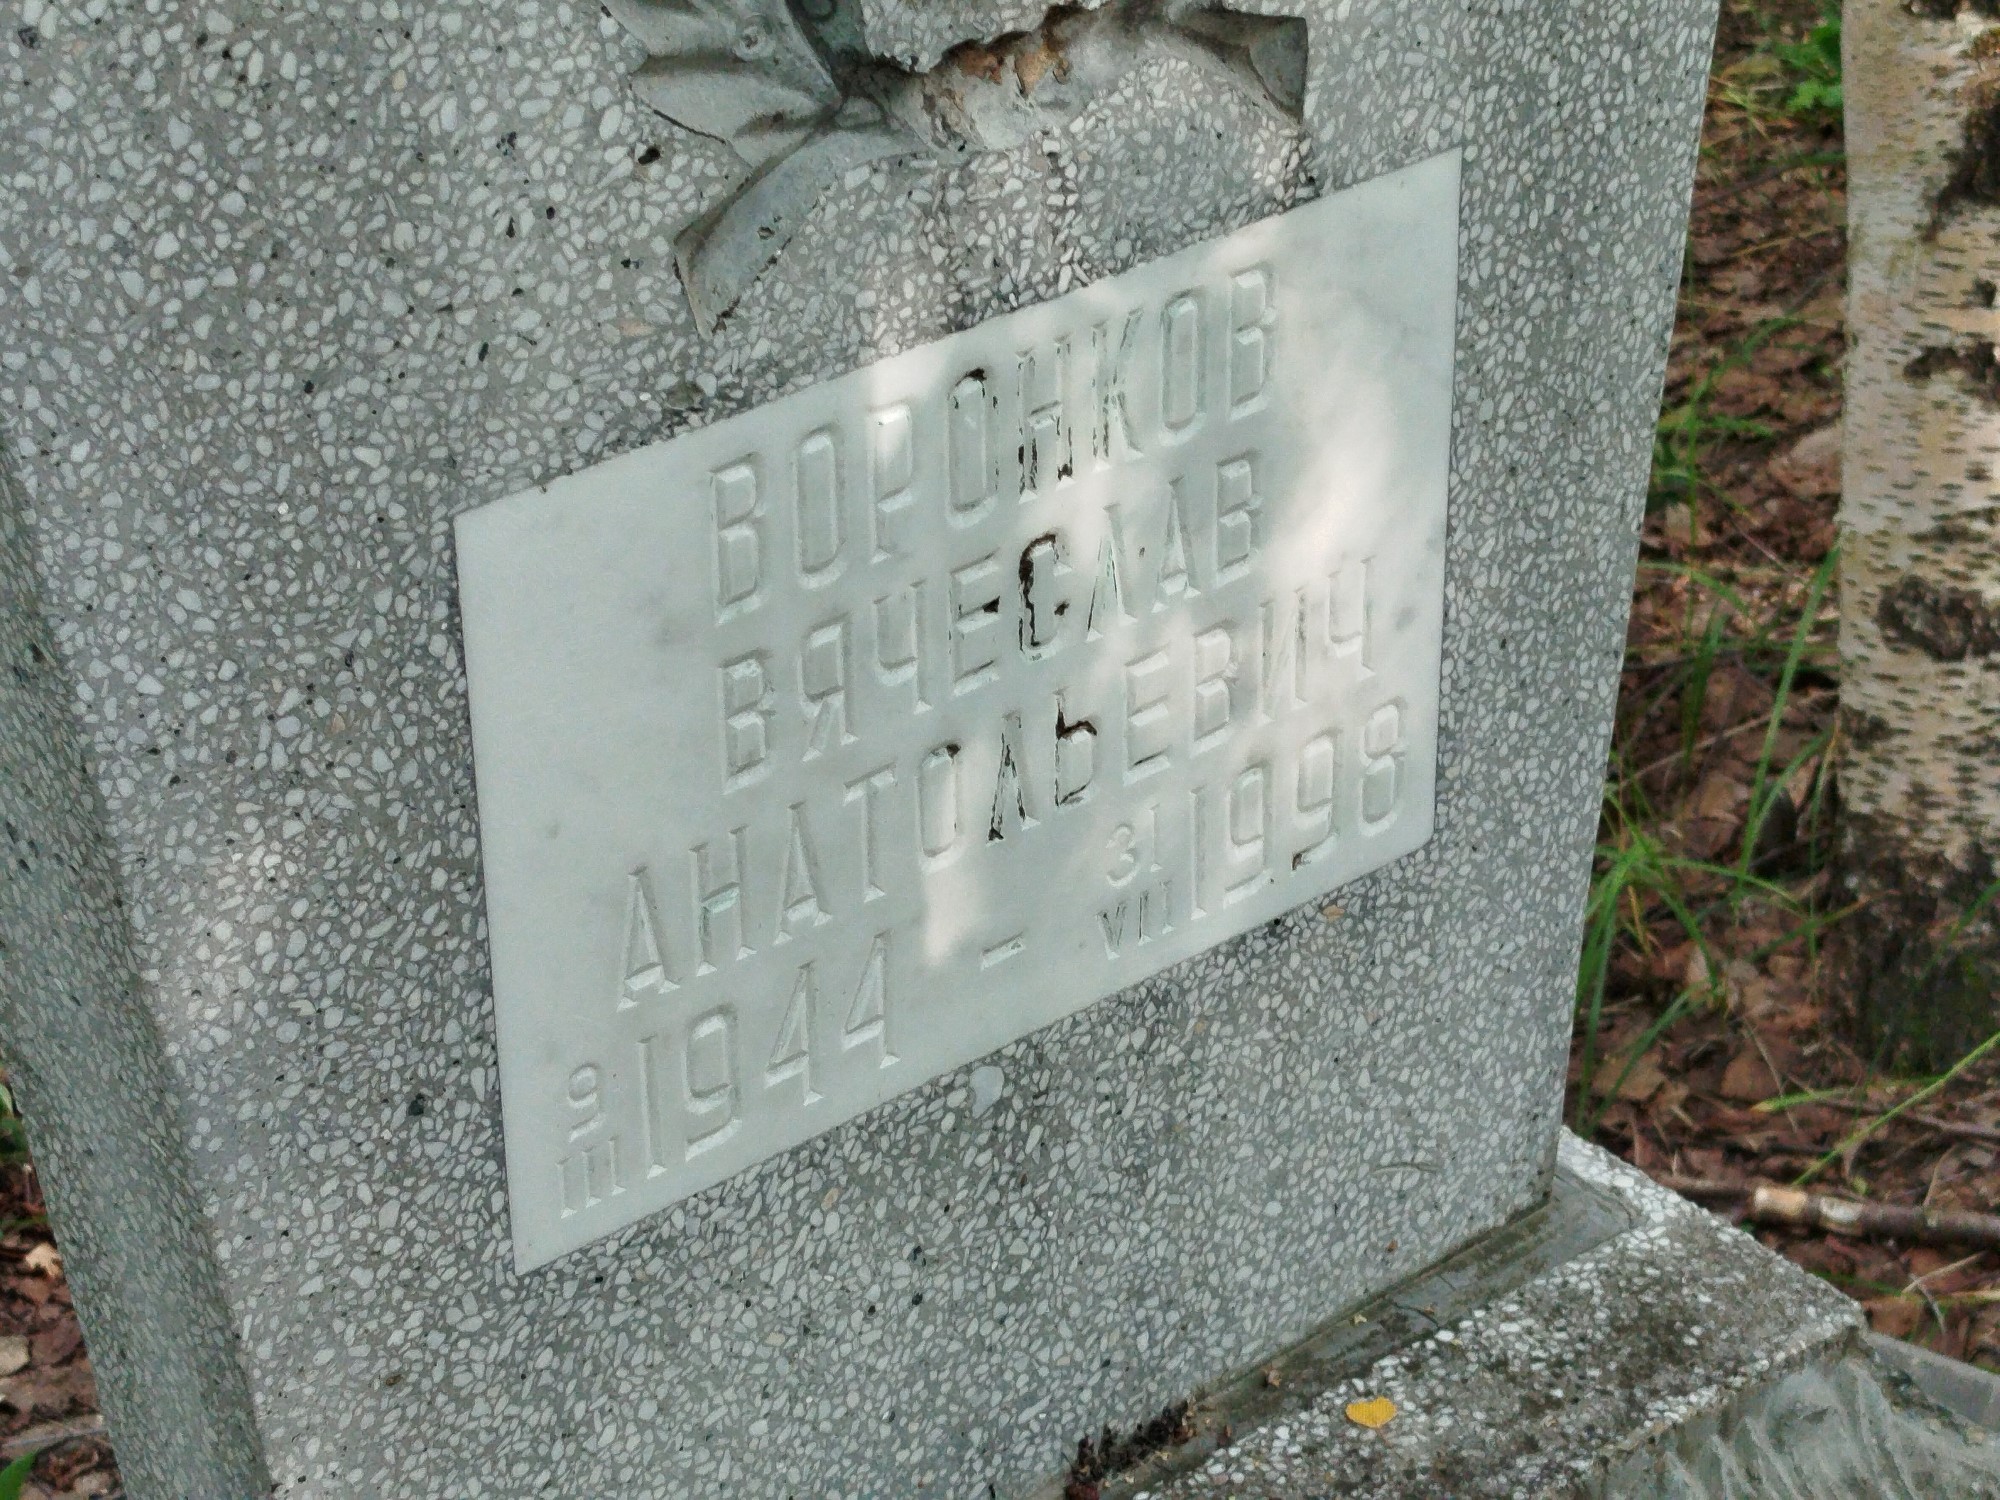 ВОРОНКОВ
ВЯЧЕСЛАВ
АНАТОЛЬЕВИЧ
9 III 1944 - 31 VII 1998